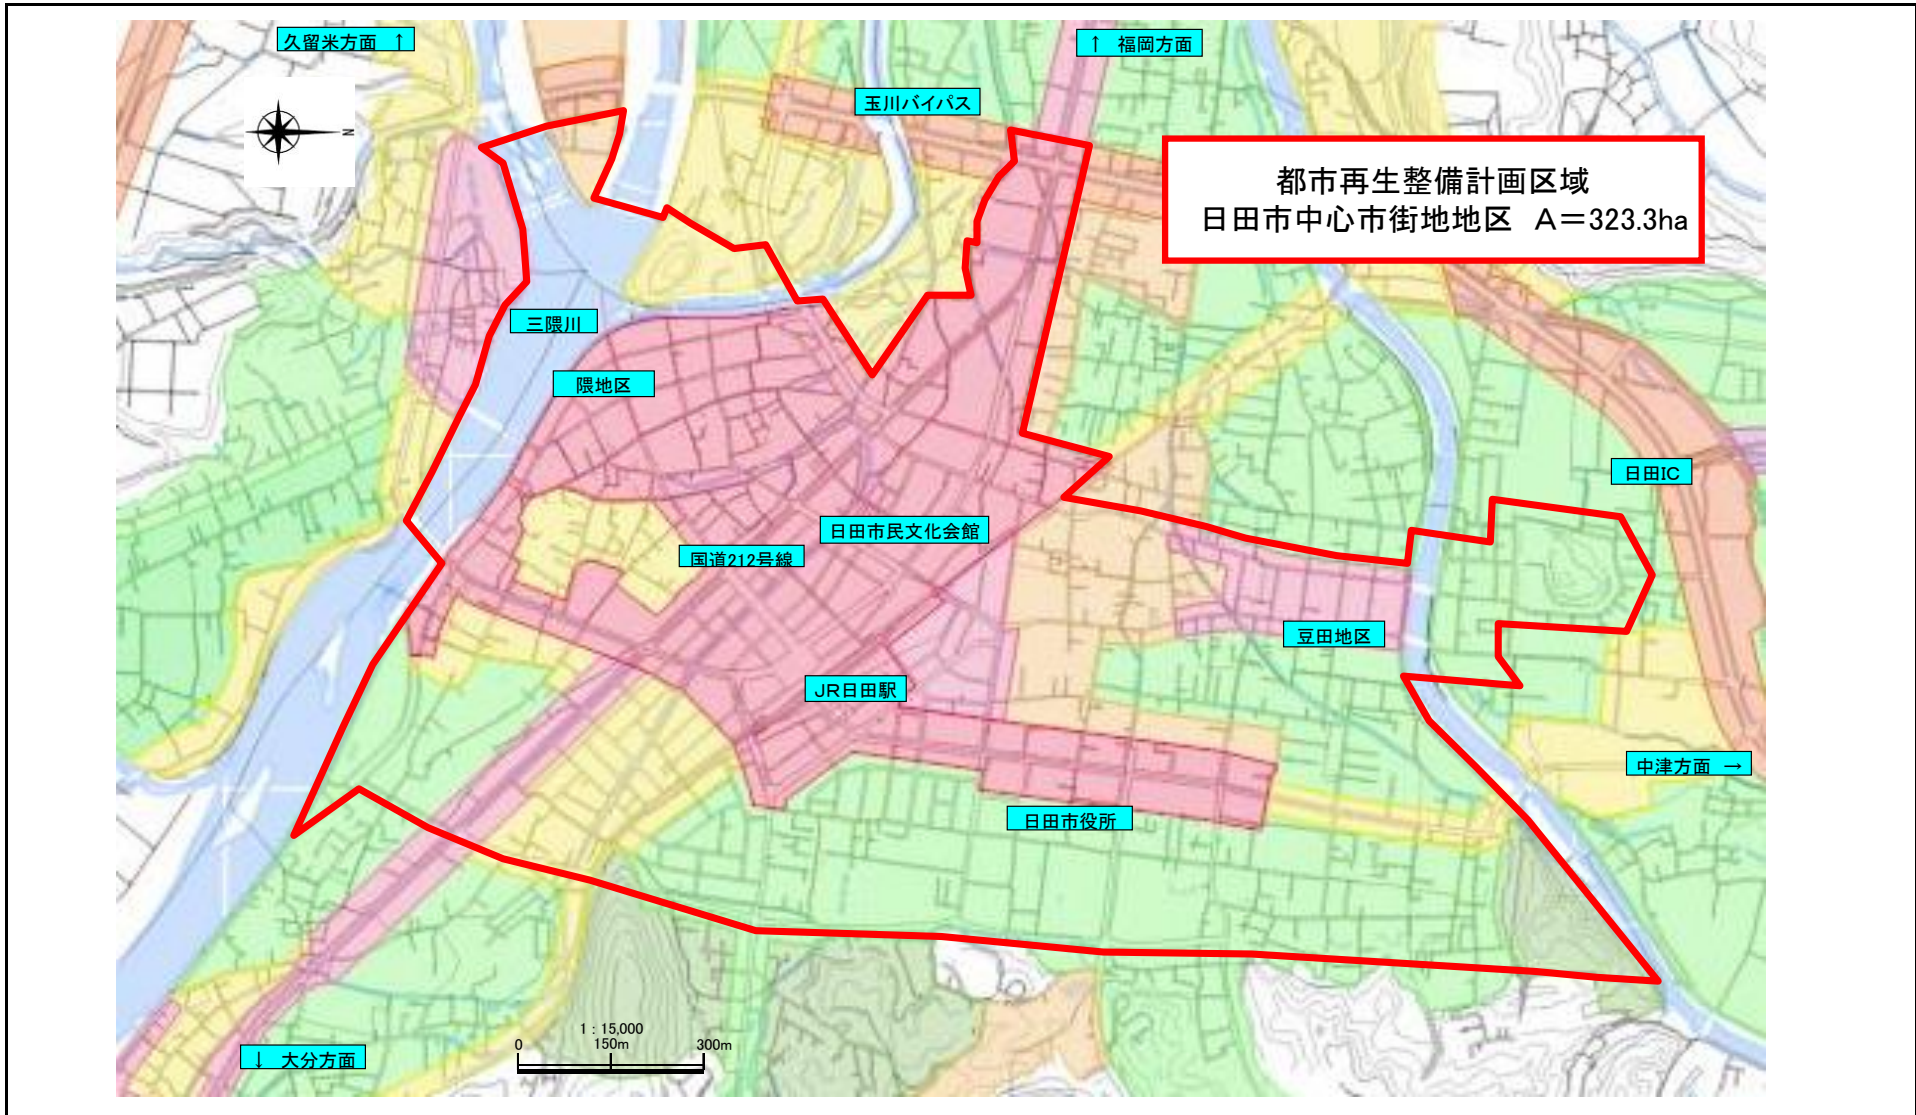 久留米方面 ↑
↑ 福岡方面
玉川バイパス
N
都市再生整備計画区域
日田市中心市街地地区 A＝323.3ha
三隈川
隈地区
日田IC
日田市民文化会館
国道212号線
豆田地区
JR日田駅
中津方面 →
日田市役所
1：15,000
0 150m 300m
↓ 大分方面